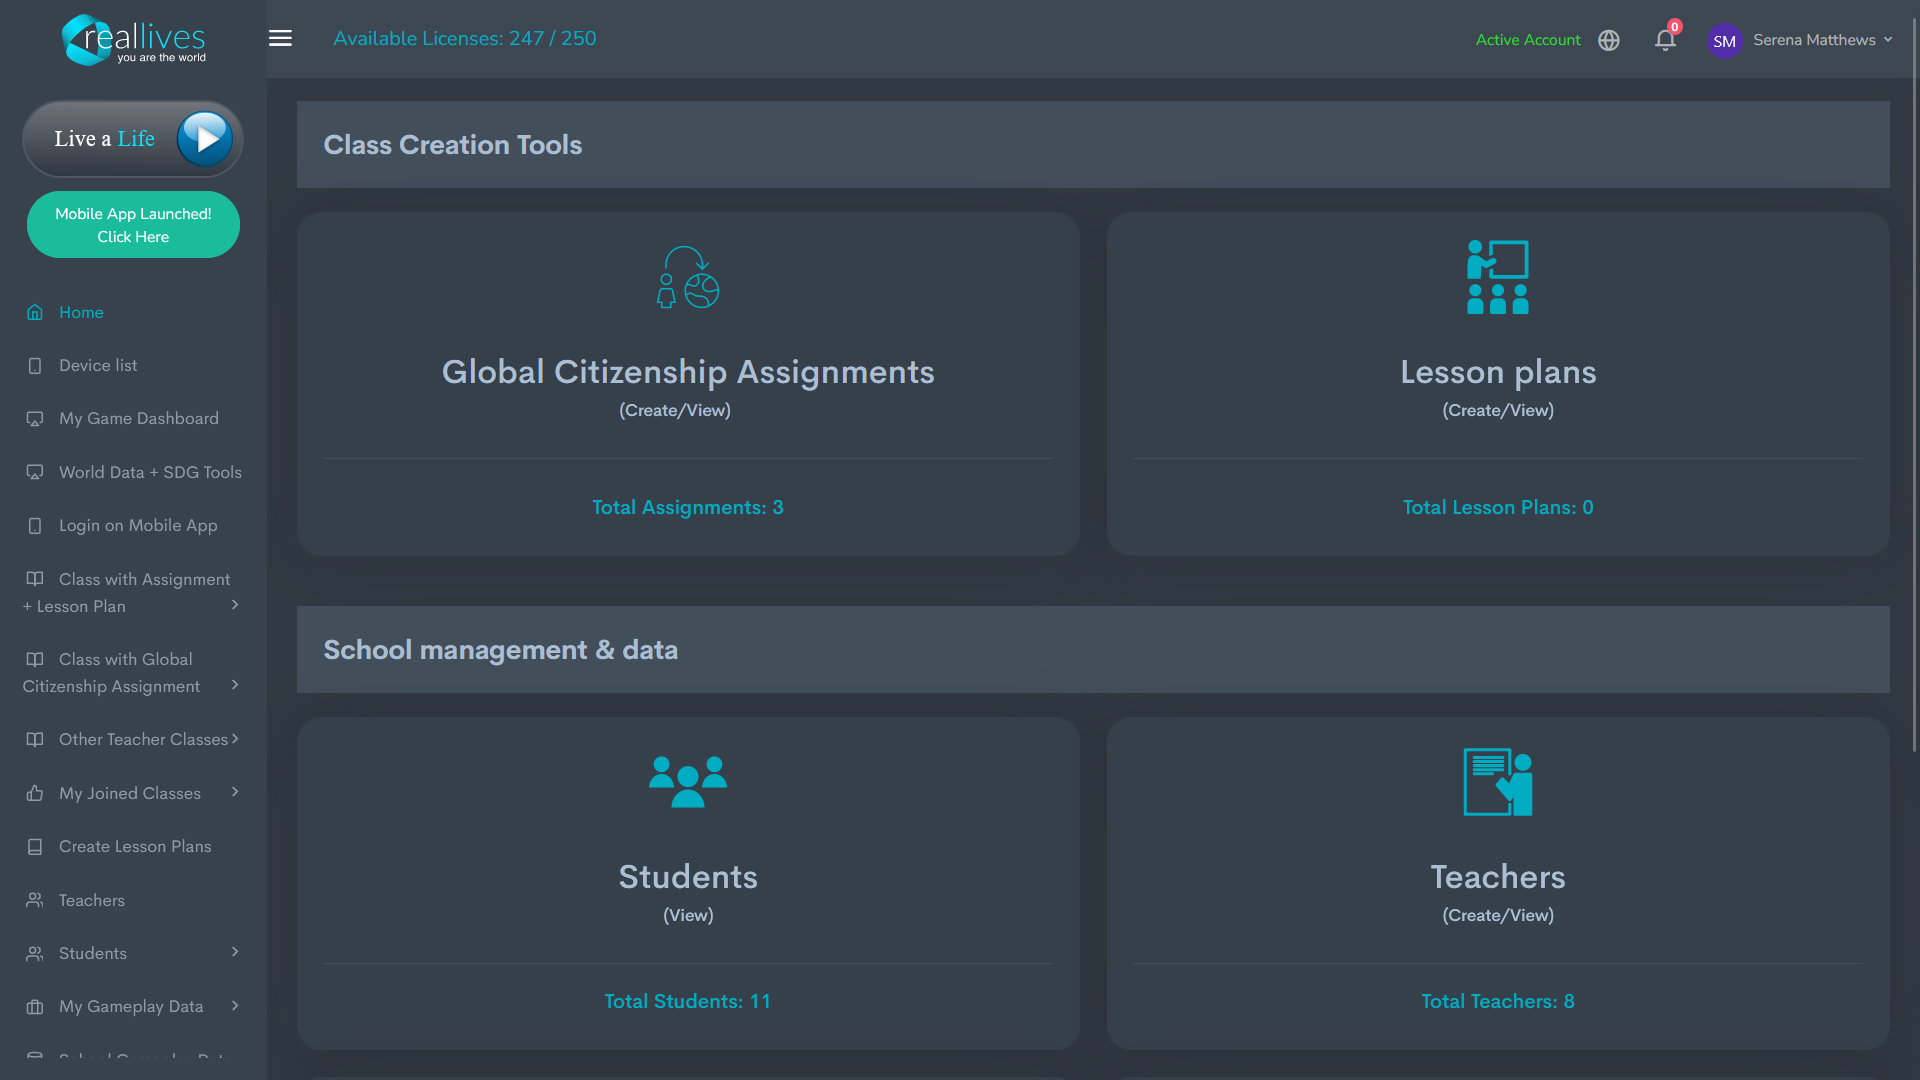 reallives
you are the world
Available Licenses: 247 / 250
Active Account
0
SM
Serena Matthews
Live a Life
Mobile App Launched!
Click Here
Home
Device list
My Game Dashboard
World Data + SDG Tools
Login on Mobile App
Class with Assignment
+ Lesson Plan
Class with Global
Citizenship Assignment
Other Teacher Classes
My Joined Classes
Create Lesson Plans
Teachers
Students
My Gameplay Data
School Gameplay Data
Class Creation Tools
Global Citizenship Assignments
(Create/View)
Total Assignments: 3
Lesson plans
(Create/View)
Total Lesson Plans: 0
School management & data
Students
(View)
Total Students: 11
Teachers
(Create/View)
Total Teachers: 8